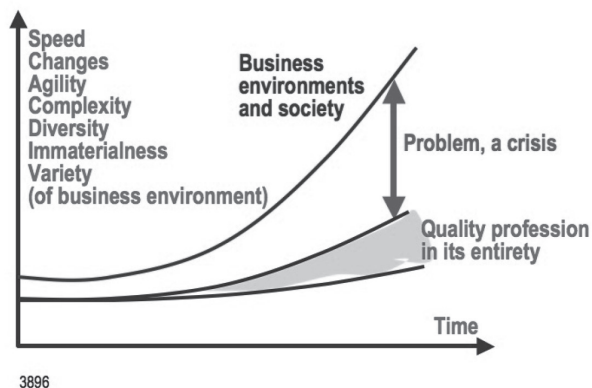 Speed
Changes
Agility
Complexity
Diversity
Immaterialness
Variety
(of business environment)
Business
environments
and society
Problem, a crisis
Quality profession
in its entirety
Time
3896